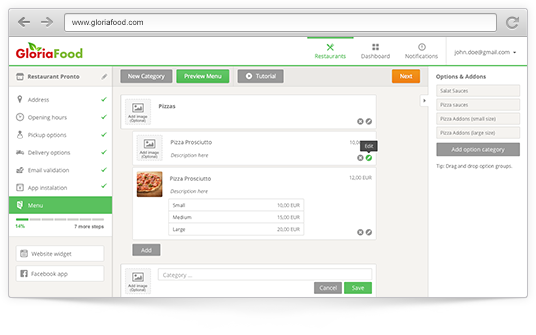 www.gloriafood.com
GloriaFood
Restaurants
Dashboard
Notifications
john.doe@gmail.com
Restaurant Pronto
Address
Opening hours
Pickup options
Delivery options
Email validation
App instalation
Menu
14%
7 more steps
Website widget
Facebook app
New Category
Preview Menu
Tutorial
Next
Add image
(Optional)
Pizzas
Add image
(Optional)
Pizza Prosciutto
Description here
Edit
Pizza Prosciutto
12,00 EUR
Description here
Small
10,00 EUR
Medium
15,00 EUR
Large
20,00 EUR
Add
Add image
(Optional)
Category ...
Cancel
Save
Options & Addons
Salat Sauces
Pizza sauces
Pizza Addons (small size)
Pizza Addons (large size)
Add option category
Tip: Drag and drop option groups.